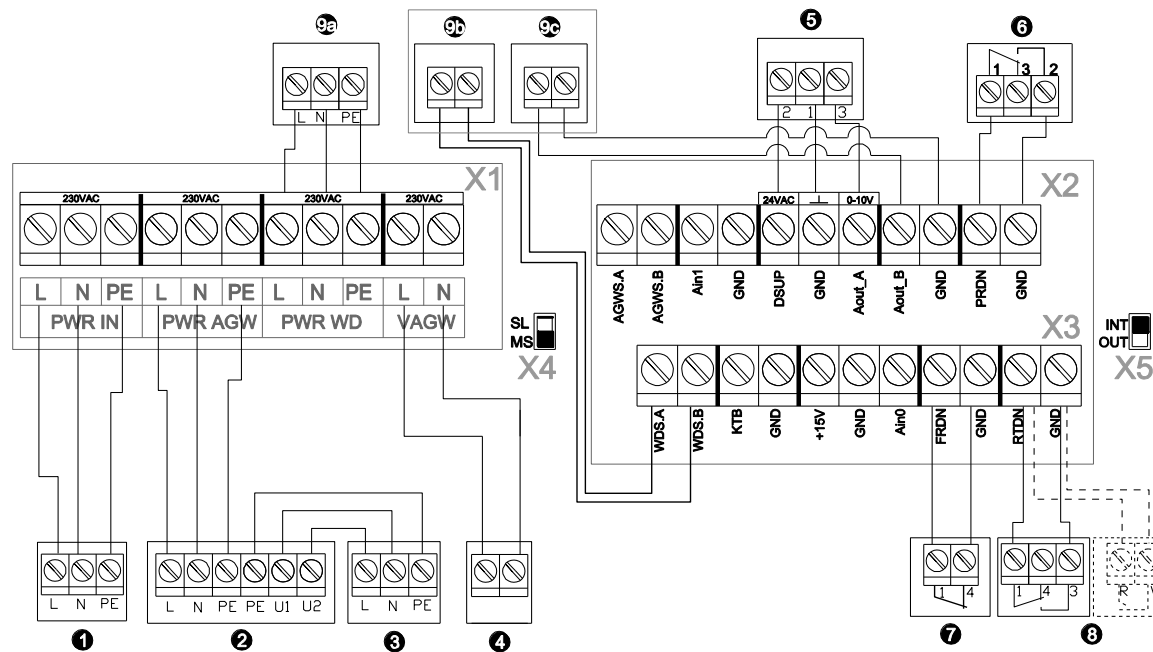 9a 9b 9c 5 6
1 3 2
L N PE
2 1 3
X1
230VAC 230VAC 230VAC 230VAC
X2
24VAC ⊥ 0-10V
AGWS.A AGWS.B Ain1 GND DSUP GND Aout_A Aout_B GND PRDN GND
L N PE L N PE L N PE L N
PWR IN PWR AGW PWR WD VAGW
SL
MS
X4
X3
INT
OUT
X5
WDS.A WDS.B KTB GND +15V GND Ain0 FRDN GND RTDN GND
L N PE
L N PE PE U1 U2
L N PE
1 4
1 4 3
R
1 2 3 4 7 8